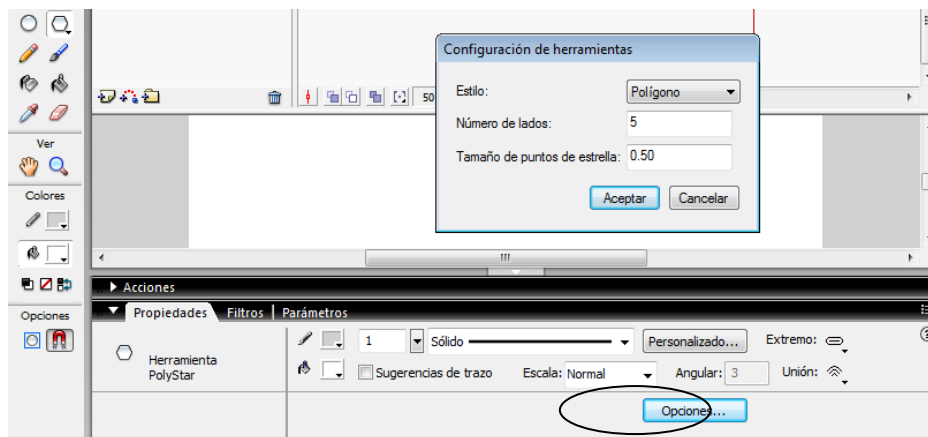 Ver
Colores
Opciones
50
Configuración de herramientas
Estilo: Polígono
Número de lados: 5
Tamaño de puntos de estrella: 0.50
Aceptar Cancelar
Acciones
Propiedades Filtros Parámetros
Herramienta
PolyStar
1 Sólido Personalizado... Extremo:
Sugerencias de trazo Escala: Normal Angular: 3 Unión:
Opciones...